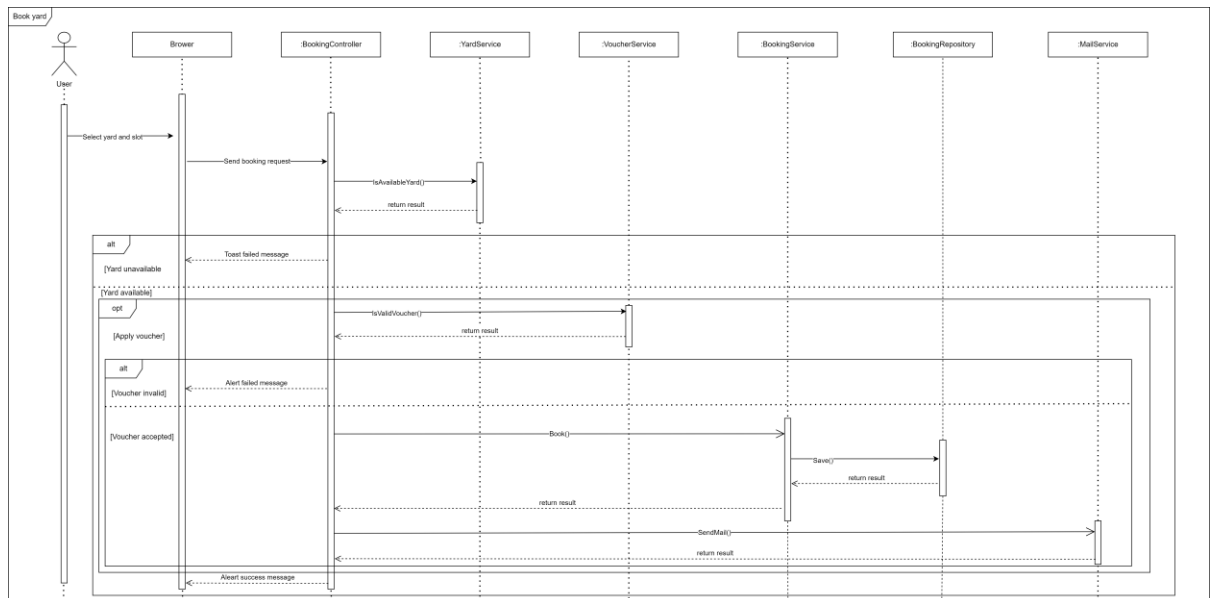 Book yard
Brower
:BookingController
:YardService
:VoucherService
:BookingService
:BookingRepository
:MailService
User
Select yard and slot
Send booking request
IsAvailableYard()
return result
alt
Toast failed message
[Yard unavailable
[Yard available]
opt
IsValidVoucher()
return result
[Apply voucher]
alt
Alert failed message
[Voucher invalid]
[Voucher accepted]
Book()
Save()
return result
return result
SendMail()
return result
Aleart success message